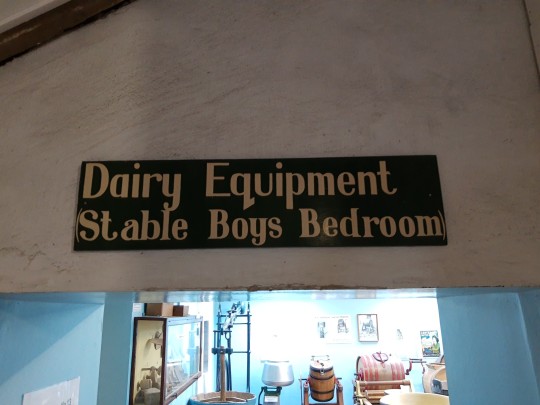 Dairy Equipment
(Stable Boys Bedroom)